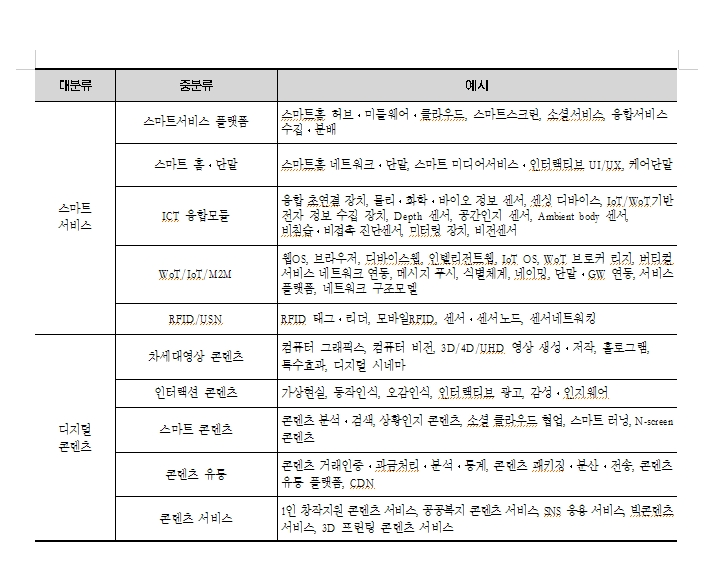 대분류 중분류 예시
스마트
서비스
스마트서비스 플랫폼
스마트홈 허브·미들웨어·클라우드, 스마트스크린, 소셜서비스, 융합서비스
수집·분배
스마트 홈·단말
스마트홈 네트워크·단말, 스마트 미디어서비스·인터랙티브 UI/UX, 케어단말
ICT 융합모듈
융합 초연결 장치, 물리·화학·바이오 정보 센서, 센싱 디바이스, IoT/WoT기반
전자 정보 수집 장치, Depth 센서, 공간인지 센서, Ambient body 센서,
비침습·비접촉 진단센서, 미터링 장치, 비전센서
WoT/IoT/M2M
웹OS, 브라우저, 디바이스웹, 인텔리전트웹, IoT OS, WoT 브로커 리지, 버티컬
서비스 네트워크 연동, 메시지 푸시, 식별체계, 네이밍, 단말·GW 연동, 서비스
플랫폼, 네트워크 구조모델
RFID/USN
RFID 태그·리더, 모바일RFID, 센서·센서노드, 센서네트워킹
디지털
콘텐츠
차세대영상 콘텐츠
컴퓨터 그래픽스, 컴퓨터 비전, 3D/4D/UHD 영상 생성·저작, 홀로그램,
특수효과, 디지털 시네마
인터랙션 콘텐츠
가상현실, 동작인식, 오감인식, 인터랙티브 광고, 감성·인지웨어
스마트 콘텐츠
콘텐츠 분석·검색, 상황인지 콘텐츠, 소셜 클라우드 협업, 스마트 러닝, N-screen
콘텐츠
콘텐츠 유통
콘텐츠 거래인증·과금처리·분석·통계, 콘텐츠 패키징·분산·전송, 콘텐츠
유통 플랫폼, CDN
콘텐츠 서비스
1인 창작지원 콘텐츠 서비스, 공공복지 콘텐츠 서비스, SNS 응용 서비스, 빅콘텐츠
서비스, 3D 프린팅 콘텐츠 서비스